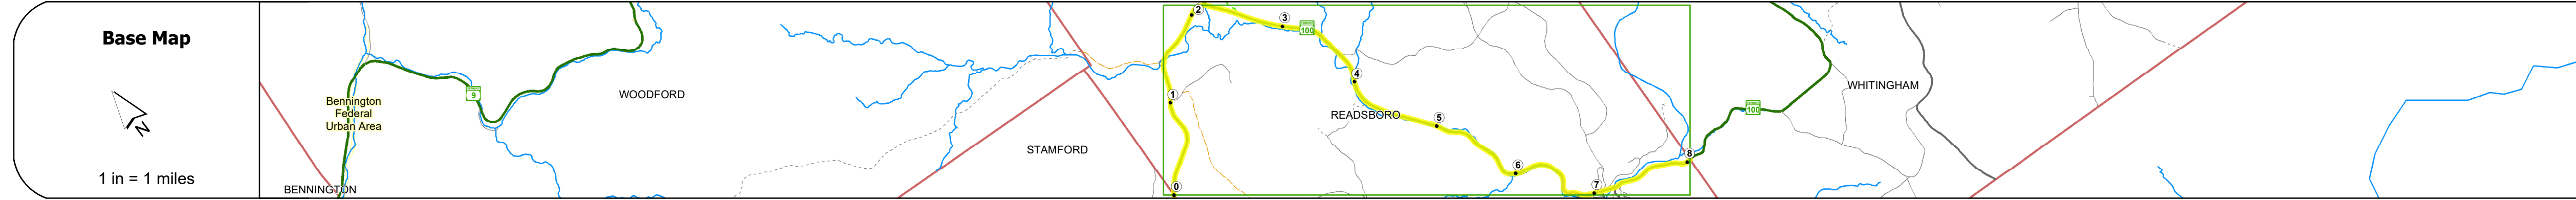 Base Map
N
1 in = 1 miles
BENNINGTON
Bennington
Federal
Urban Area
9
WOODFORD
STAMFORD
0
1
2
3
100
4
READSBORO
5
6
7
8
100
WHITINGHAM